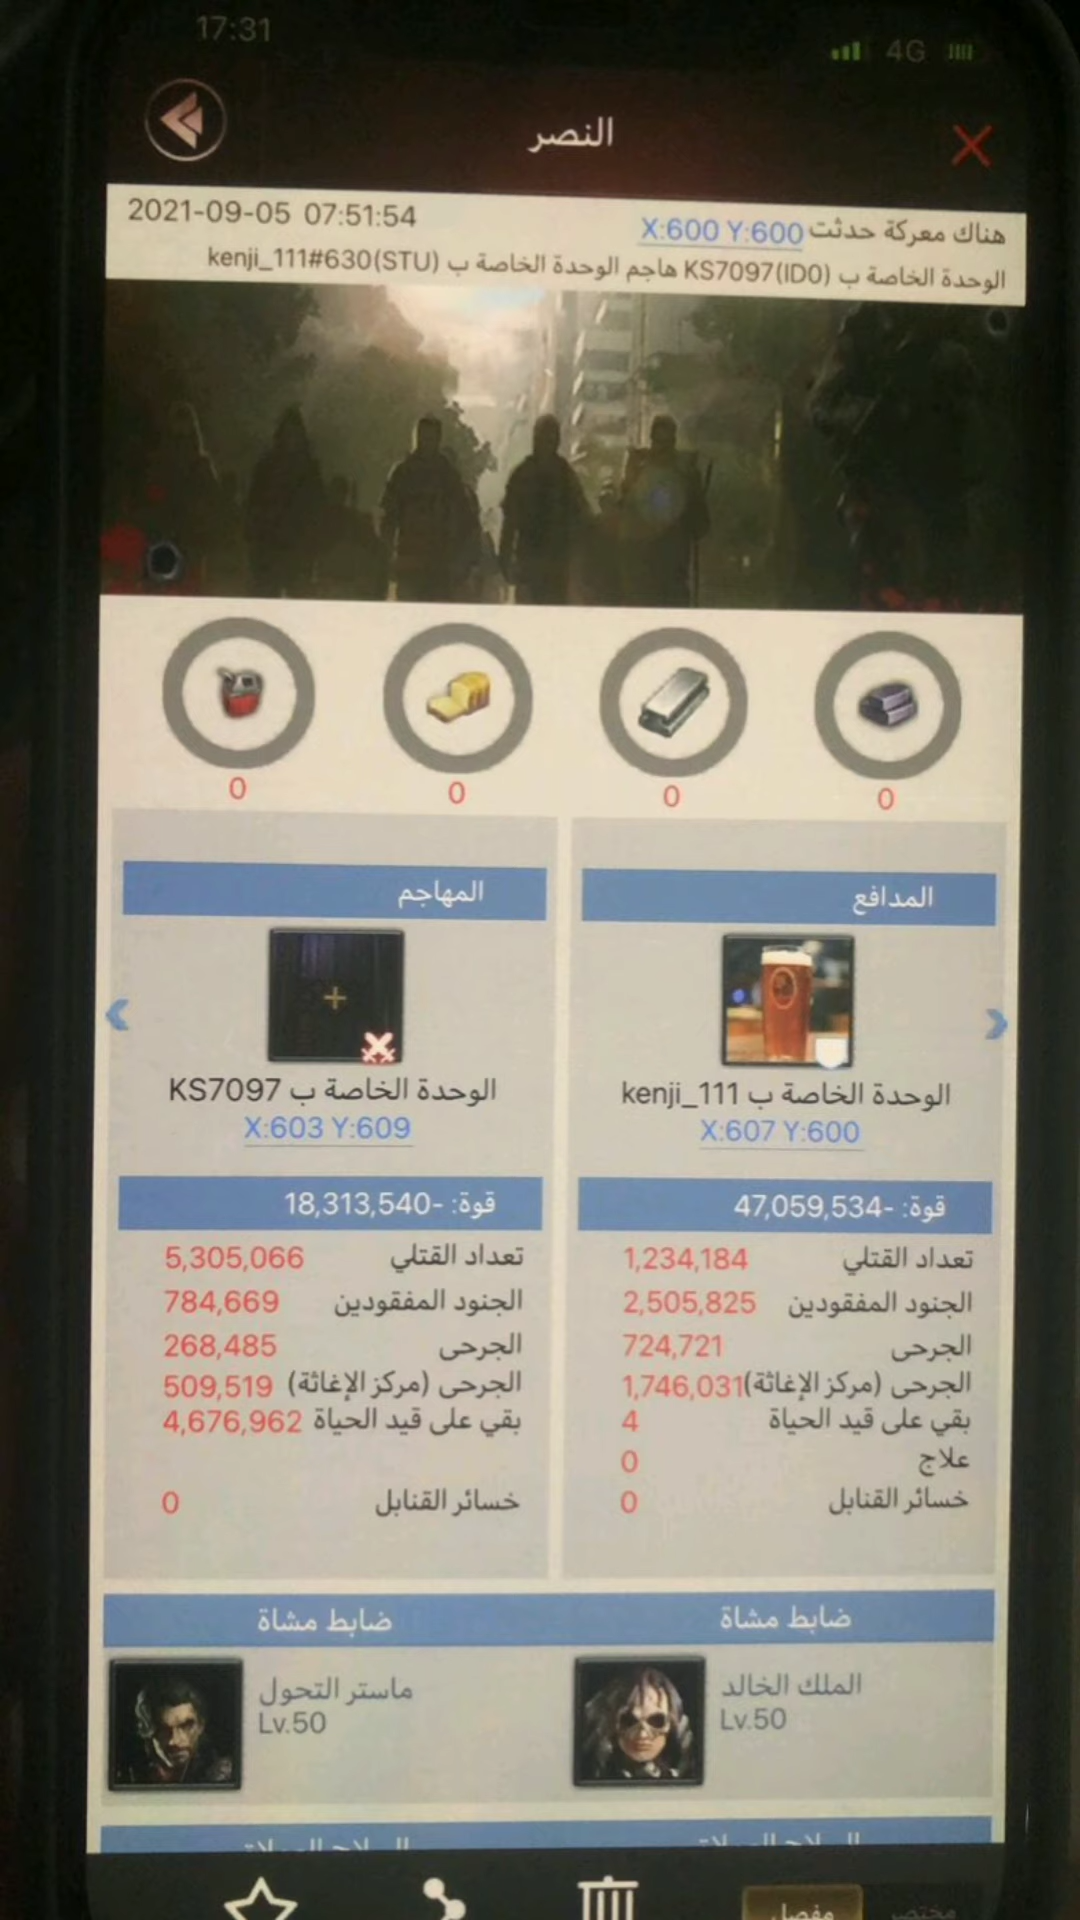 17:31
4G
النصر
2021-09-05 07:51:54
هناك معركة حدثت X:600 Y:600
الوحدة الخاصة ب KS7097(ID0) هاجم الوحدة الخاصة ب kenji_111#630(STU)
0 0 0 0
المهاجم
الوحدة الخاصة ب KS7097
X:603 Y:609
قوة: -18,313,540
تعداد القتلي 5,305,066
الجنود المفقودين 784,669
الجرحى 268,485
الجرحى (مركز الإغاثة) 509,519
بقي على قيد الحياة 4,676,962
خسائر القنابل 0
المدافع
الوحدة الخاصة ب kenji_111
X:607 Y:600
قوة: -47,059,534
تعداد القتلي 1,234,184
الجنود المفقودين 2,505,825
الجرحى 724,721
الجرحى (مركز الإغاثة) 1,746,031
بقي على قيد الحياة 4
علاج 0
خسائر القنابل 0
ضابط مشاة
ماستر التحول
Lv.50
ضابط مشاة
الملك الخالد
Lv.50
مفصل
مختصر